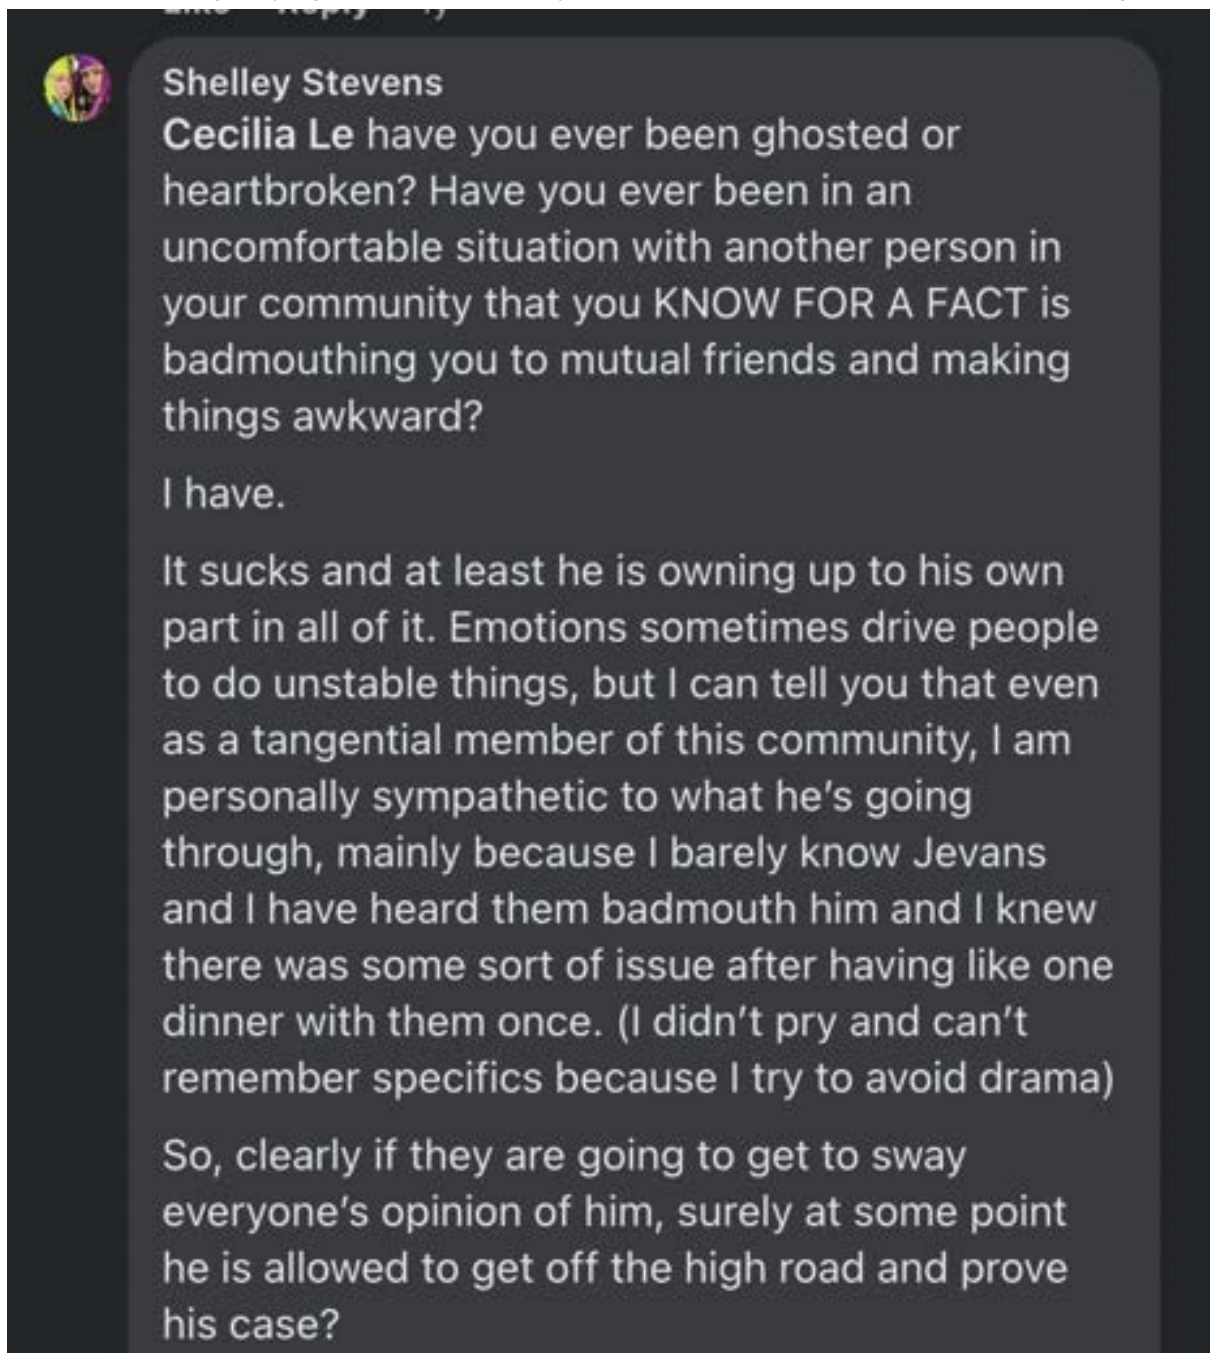 Shelley Stevens
Cecilia Le have you ever been ghosted or
heartbroken? Have you ever been in an
uncomfortable situation with another person in
your community that you KNOW FOR A FACT is
badmouthing you to mutual friends and making
things awkward?
I have.
It sucks and at least he is owning up to his own
part in all of it. Emotions sometimes drive people
to do unstable things, but I can tell you that even
as a tangential member of this community, I am
personally sympathetic to what he's going
through, mainly because I barely know Jevans
and I have heard them badmouth him and I knew
there was some sort of issue after having like one
dinner with them once. (I didn't pry and can't
remember specifics because I try to avoid drama)
So, clearly if they are going to get to sway
everyone's opinion of him, surely at some point
he is allowed to get off the high road and prove
his case?